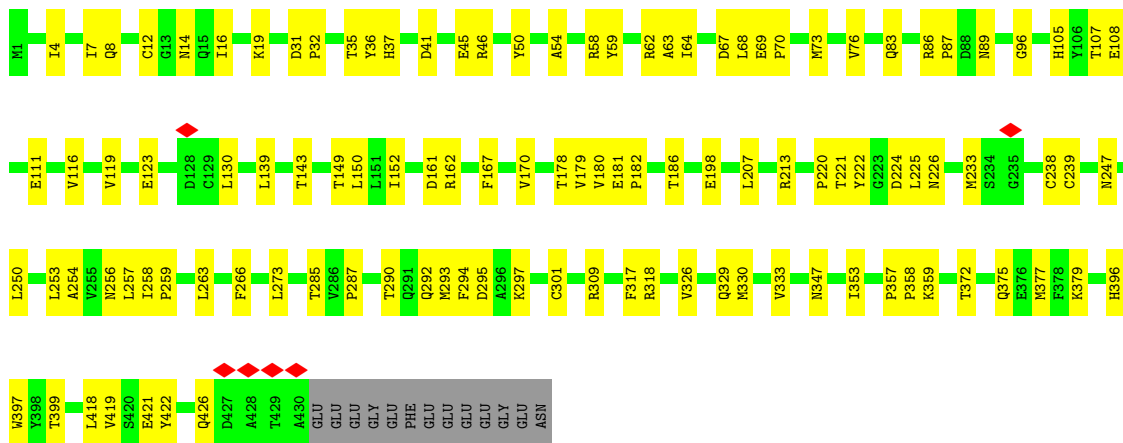 M1 I4 I7 Q8 C12 G13 N14 Q15 I16 K19 D31 P32 T35 Y36 H37 D41 E45 R46 Y50 A54 R58 Y59 R62 A63 I64 D67 L68 E69 P70 M73 V76 Q83 R86 P87 D88 N89 G96 H105 Y106 T107 E108
E111 V116 V119 E123 D128 C129 L130 L139 T143 T149 L150 L151 I152 D161 R162 F167 V170 T178 V179 V180 E181 P182 T186 E198 L207 R213 P220 T221 Y222 G223 D224 L225 N226 M233 S234 G235 C238 C239 N247
L250 L253 A254 V255 N256 L257 I258 P259 L263 F266 L273 T285 V286 P287 T290 Q291 Q292 M293 F294 D295 A296 K297 C301 R309 F317 R318 V326 Q329 M330 V333 N347 I353 P357 P358 K359 T372 Q375 E376 M377 F378 K379 H396
W397 Y398 T399 L418 V419 S420 E421 Y422 Q426 D427 A428 T429 A430 GLU GLU GLU GLY GLU PHE GLU GLU GLU GLU GLY GLU ASN